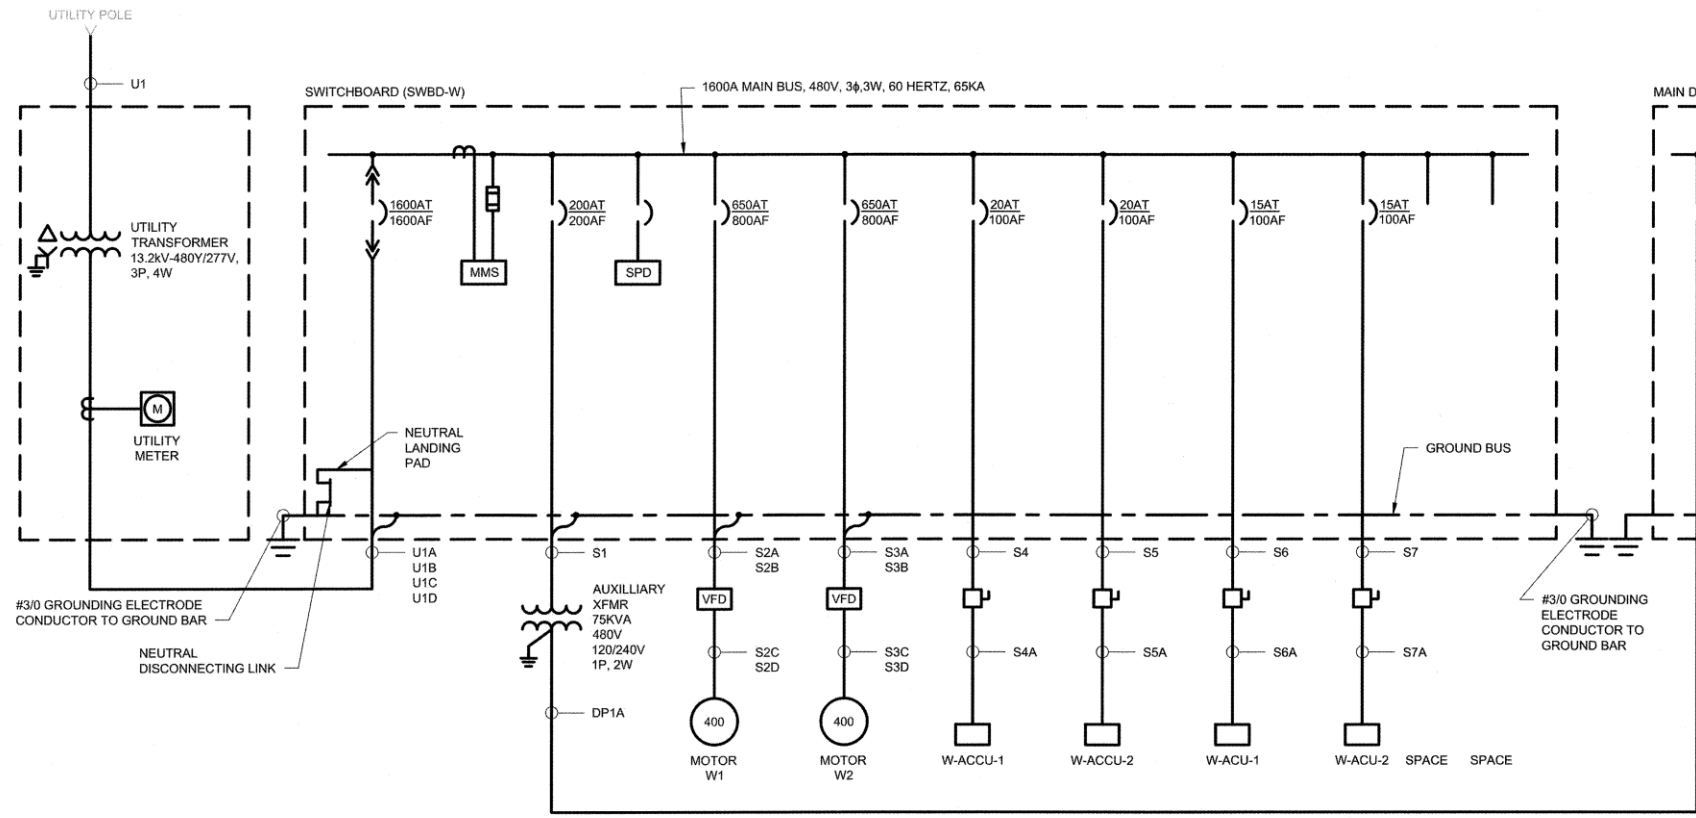 UTILITY POLE
U1
SWITCHBOARD (SWBD-W)
1600A MAIN BUS, 480V, 3ϕ,3W, 60 HERTZ, 65KA
MAIN D
1600AT
1600AF
200AT
200AF
650AT
800AF
650AT
800AF
20AT
100AF
20AT
100AF
15AT
100AF
15AT
100AF
UTILITY
TRANSFORMER
13.2kV-480Y/277V,
3P, 4W
MMS
SPD
M
UTILITY
METER
NEUTRAL
LANDING
PAD
GROUND BUS
U1A
U1B
U1C
U1D
S1
S2A
S2B
S3A
S3B
S4
S5
S6
S7
#3/0 GROUNDING ELECTRODE
CONDUCTOR TO GROUND BAR
NEUTRAL
DISCONNECTING LINK
AUXILLIARY
XFMR
75KVA
480V
120/240V
1P, 2W
VFD
VFD
#3/0 GROUNDING
ELECTRODE
CONDUCTOR TO
GROUND BAR
S2C
S2D
S3C
S3D
S4A
S5A
S6A
S7A
DP1A
400
400
MOTOR
W1
MOTOR
W2
W-ACCU-1
W-ACCU-2
W-ACU-1
W-ACU-2
SPACE
SPACE